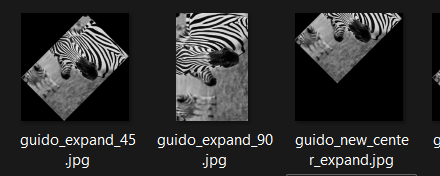 guido_expand_45
.jpg
guido_expand_90
.jpg
guido_new_cente
r_expand.jpg
g